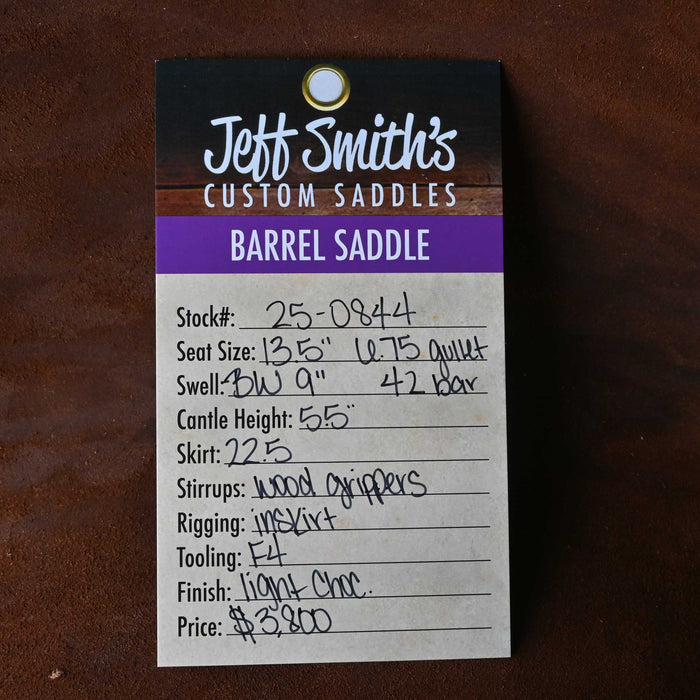 Jeff Smith's
CUSTOM SADDLES
BARREL SADDLE
Stock#: 25-0844
Seat Size: 13.5" 6.75 gullet
Swell: BW 9" 42 bar
Cantle Height: 5.5"
Skirt: 22.5
Stirrups: wood grippers
Rigging: inskirt
Tooling: F4
Finish: light choc.
Price: $3,800